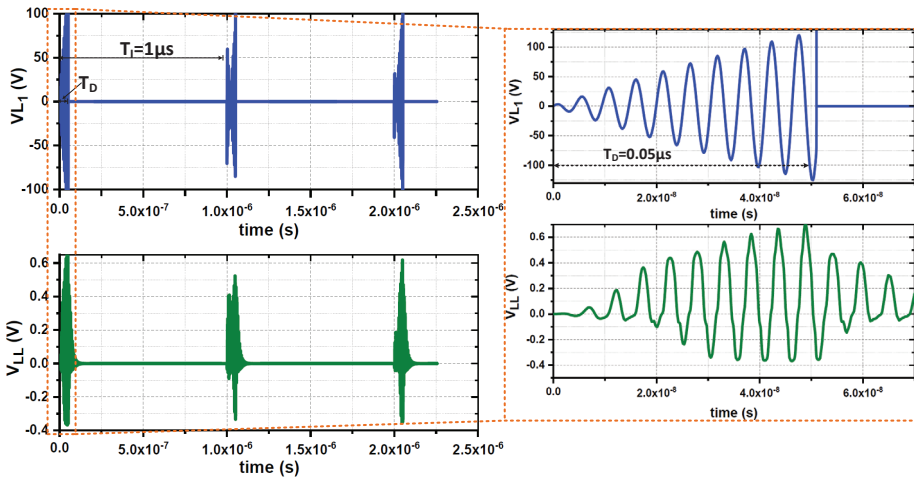 100
50
0
-50
-100
VL₁ (V)
T_I=1µs
T_D
0.0 5.0x10⁻⁷ 1.0x10⁻⁶ 1.5x10⁻⁶ 2.0x10⁻⁶ 2.5x10⁻⁶
time (s)
0.6
0.4
0.2
0.0
-0.2
-0.4
V_LL (V)
0.0 5.0x10⁻⁷ 1.0x10⁻⁶ 1.5x10⁻⁶ 2.0x10⁻⁶ 2.5x10⁻⁶
time (s)
100
50
0
-50
-100
VL₁ (V)
T_D=0.05µs
0.0 2.0x10⁻⁸ 4.0x10⁻⁸ 6.0x10⁻⁸
time (s)
0.6
0.4
0.2
0.0
-0.2
-0.4
V_LL (V)
0.0 2.0x10⁻⁸ 4.0x10⁻⁸ 6.0x10⁻⁸
time (s)